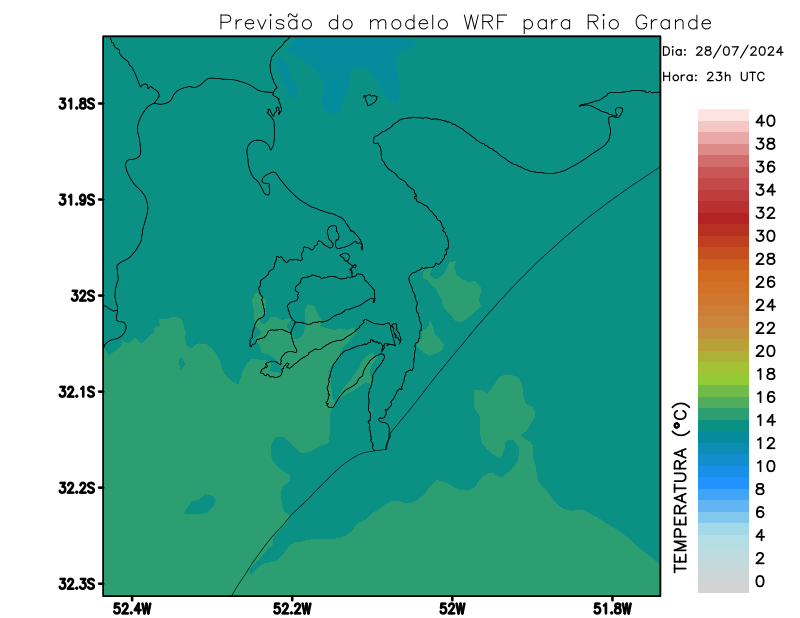 Previsão do modelo WRF para Rio Grande
Dia: 28/07/2024
Hora: 23h UTC
31.8S
31.9S
32S
32.1S
32.2S
32.3S
52.4W
52.2W
52W
51.8W
TEMPERATURA (°C)
40
38
36
34
32
30
28
26
24
22
20
18
16
14
12
10
8
6
4
2
0